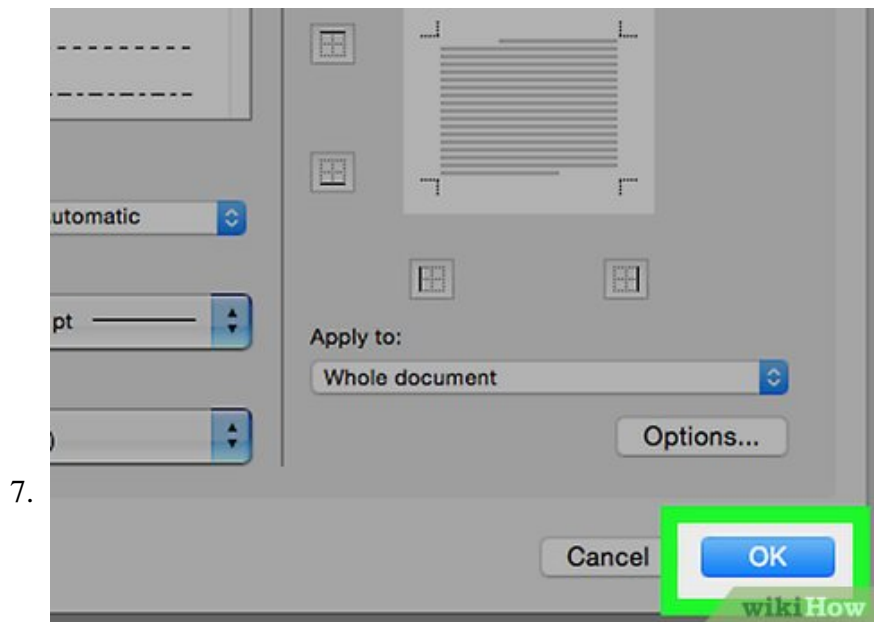 utomatic
pt
Apply to:
Whole document
)
Options...
7.
Cancel
OK
wikiHow